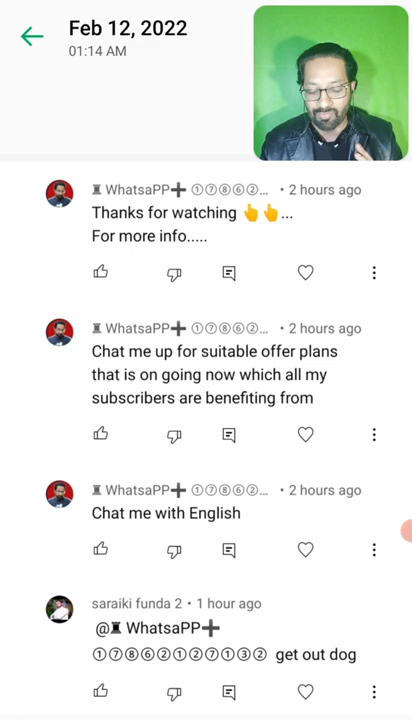 Feb 12, 2022
01:14 AM
♜ WhatsaPP➕ ①⑦⑧⑥②... • 2 hours ago
Thanks for watching 👆👆...
For more info.....
♜ WhatsaPP➕ ①⑦⑧⑥②... • 2 hours ago
Chat me up for suitable offer plans
that is on going now which all my
subscribers are benefiting from
♜ WhatsaPP➕ ①⑦⑧⑥②... • 2 hours ago
Chat me with English
saraiki funda 2 • 1 hour ago
@♜ WhatsaPP➕
①⑦⑧⑥②①②⑦①③② get out dog